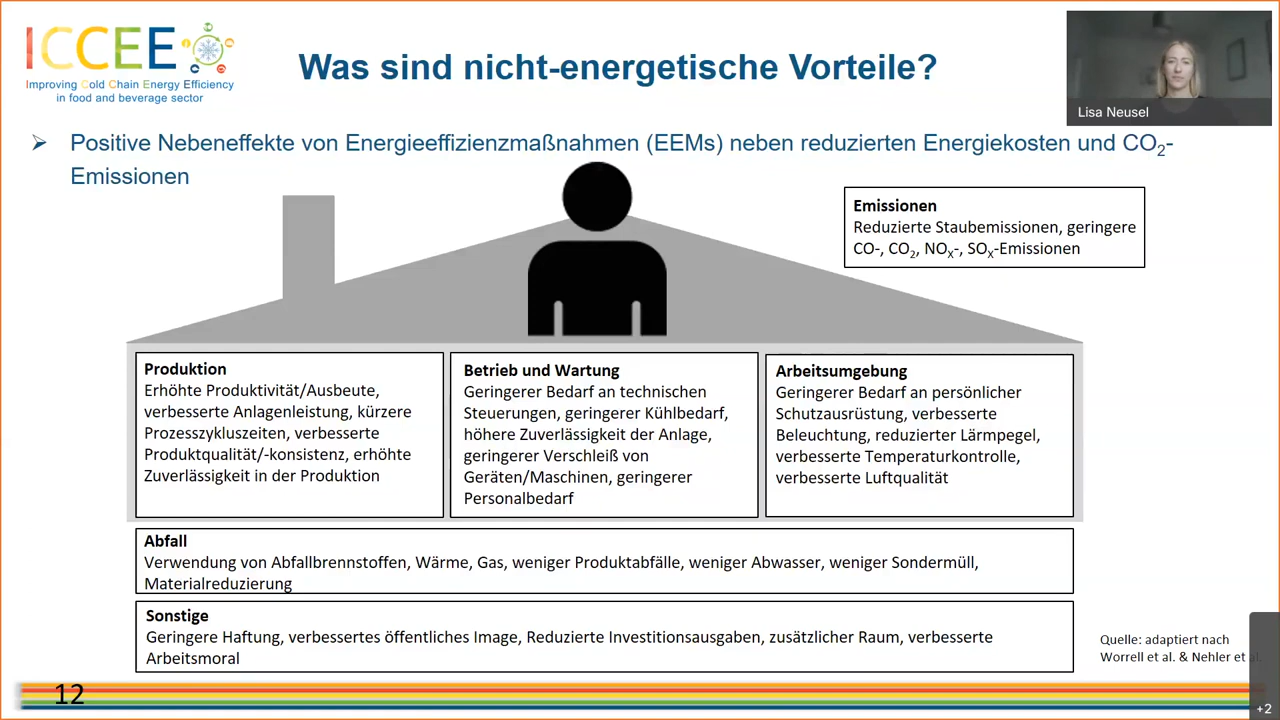 ICCEE
Improving Cold Chain Energy Efficiency
in food and beverage sector
Was sind nicht-energetische Vorteile?
Lisa Neusel
Positive Nebeneffekte von Energieeffizienzmaßnahmen (EEMs) neben reduzierten Energiekosten und CO₂-
Emissionen
Emissionen
Reduzierte Staubemissionen, geringere
CO-, CO₂, NOₓ-, SOₓ-Emissionen
Produktion
Erhöhte Produktivität/Ausbeute,
verbesserte Anlagenleistung, kürzere
Prozesszykluszeiten, verbesserte
Produktqualität/-konsistenz, erhöhte
Zuverlässigkeit in der Produktion
Betrieb und Wartung
Geringerer Bedarf an technischen
Steuerungen, geringerer Kühlbedarf,
höhere Zuverlässigkeit der Anlage,
geringerer Verschleiß von
Geräten/Maschinen, geringerer
Personalbedarf
Arbeitsumgebung
Geringerer Bedarf an persönlicher
Schutzausrüstung, verbesserte
Beleuchtung, reduzierter Lärmpegel,
verbesserte Temperaturkontrolle,
verbesserte Luftqualität
Abfall
Verwendung von Abfallbrennstoffen, Wärme, Gas, weniger Produktabfälle, weniger Abwasser, weniger Sondermüll,
Materialreduzierung
Sonstige
Geringere Haftung, verbessertes öffentliches Image, Reduzierte Investitionsausgaben, zusätzlicher Raum, verbesserte
Arbeitsmoral
Quelle: adaptiert nach
Worrell et al. & Nehler et al.
12
+2